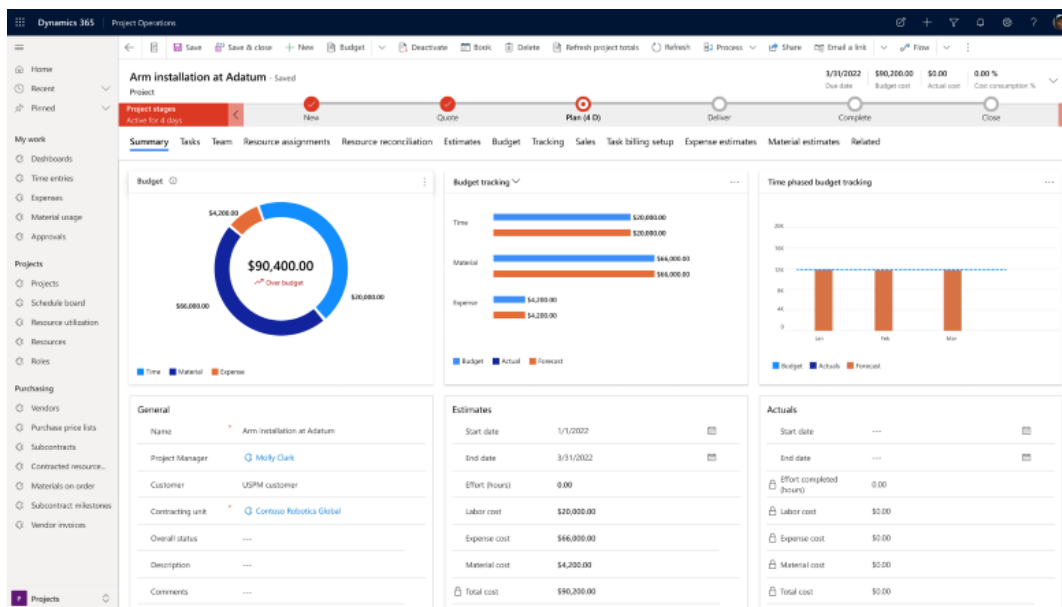 Dynamics 365 Project Operations
Save Save & close New Budget Deactivate Book Delete Refresh project totals Refresh Process Share Email a link Flow
Home
Recent
Pinned
My work
Dashboards
Time entries
Expenses
Material usage
Approvals
Projects
Projects
Schedule board
Resource utilization
Resources
Roles
Purchasing
Vendors
Purchase price lists
Subcontracts
Contracted resource...
Materials on order
Subcontract milestones
Vendor invoices
P Projects
Arm installation at Adatum - Saved
Project
3/31/2022 $90,200.00 $0.00 0.00 %
Due date Budget cost Actual cost Cost consumption %
Project stages
Active for 4 days
New Quote Plan (4 D) Deliver Complete Close
Summary Tasks Team Resource assignments Resource reconciliation Estimates Budget Tracking Sales Task billing setup Expense estimates Material estimates Related
Budget
$4,200.00
$90,400.00
Over budget
$66,000.00
$20,000.00
Time Material Expense
Budget tracking
Time
$20,000.00
$20,000.00
Material
$66,000.00
$66,000.00
Expense
$4,200.00
$4,200.00
Budget Actual Forecast
Time phased budget tracking
20K
16K
12K
8K
4K
0
Jan Feb Mar
Budget Actuals Forecast
General
Name * Arm installation at Adatum
Project Manager Molly Clark
Customer USPM customer
Contracting unit * Contoso Robotics Global
Overall status ---
Description ---
Comments ---
Estimates
Start date 1/1/2022
End date 3/31/2022
Effort (hours) 0.00
Labor cost $20,000.00
Expense cost $66,000.00
Material cost $4,200.00
Total cost $90,200.00
Actuals
Start date ---
End date ---
Effort completed
(hours) 0.00
Labor cost $0.00
Expense cost $0.00
Material cost $0.00
Total cost $0.00